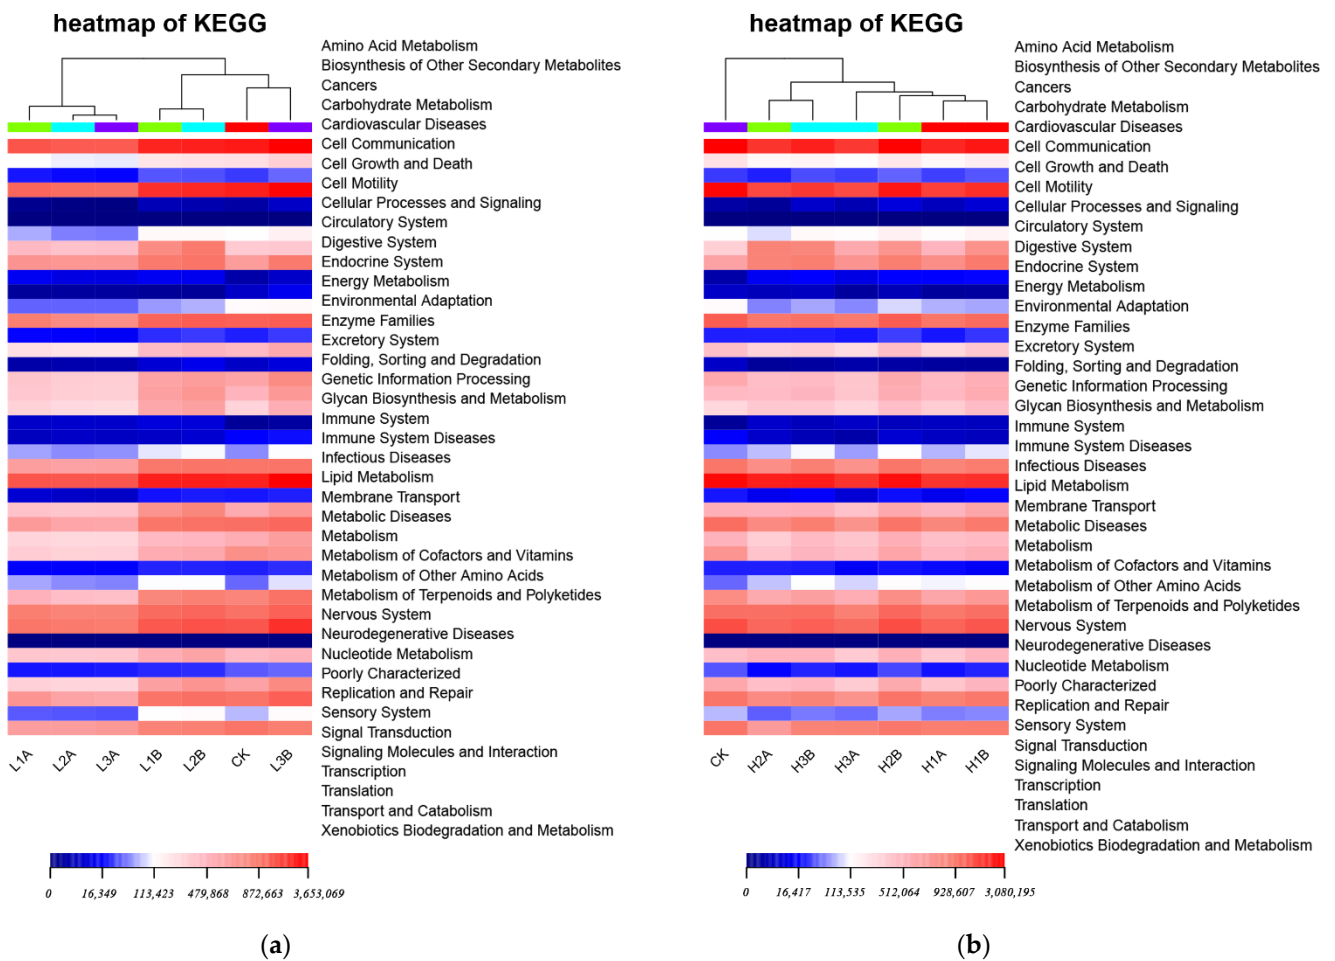 heatmap of KEGG
Amino Acid Metabolism
Biosynthesis of Other Secondary Metabolites
Cancers
Carbohydrate Metabolism
Cardiovascular Diseases
Cell Communication
Cell Growth and Death
Cell Motility
Cellular Processes and Signaling
Circulatory System
Digestive System
Endocrine System
Energy Metabolism
Environmental Adaptation
Enzyme Families
Excretory System
Folding, Sorting and Degradation
Genetic Information Processing
Glycan Biosynthesis and Metabolism
Immune System
Immune System Diseases
Infectious Diseases
Lipid Metabolism
Membrane Transport
Metabolic Diseases
Metabolism
Metabolism of Cofactors and Vitamins
Metabolism of Other Amino Acids
Metabolism of Terpenoids and Polyketides
Nervous System
Neurodegenerative Diseases
Nucleotide Metabolism
Poorly Characterized
Replication and Repair
Sensory System
Signal Transduction
Signaling Molecules and Interaction
Transcription
Translation
Transport and Catabolism
Xenobiotics Biodegradation and Metabolism
L1A L2A L3A L1B L2B CK L3B
0 16,349 113,423 479,868 872,663 3,653,069
(a)
heatmap of KEGG
Amino Acid Metabolism
Biosynthesis of Other Secondary Metabolites
Cancers
Carbohydrate Metabolism
Cardiovascular Diseases
Cell Communication
Cell Growth and Death
Cell Motility
Cellular Processes and Signaling
Circulatory System
Digestive System
Endocrine System
Energy Metabolism
Environmental Adaptation
Enzyme Families
Excretory System
Folding, Sorting and Degradation
Genetic Information Processing
Glycan Biosynthesis and Metabolism
Immune System
Immune System Diseases
Infectious Diseases
Lipid Metabolism
Membrane Transport
Metabolic Diseases
Metabolism
Metabolism of Cofactors and Vitamins
Metabolism of Other Amino Acids
Metabolism of Terpenoids and Polyketides
Nervous System
Neurodegenerative Diseases
Nucleotide Metabolism
Poorly Characterized
Replication and Repair
Sensory System
Signal Transduction
Signaling Molecules and Interaction
Transcription
Translation
Transport and Catabolism
Xenobiotics Biodegradation and Metabolism
CK H2A H3B H3A H2B H1A H1B
0 16,417 113,535 512,064 928,607 3,080,195
(b)